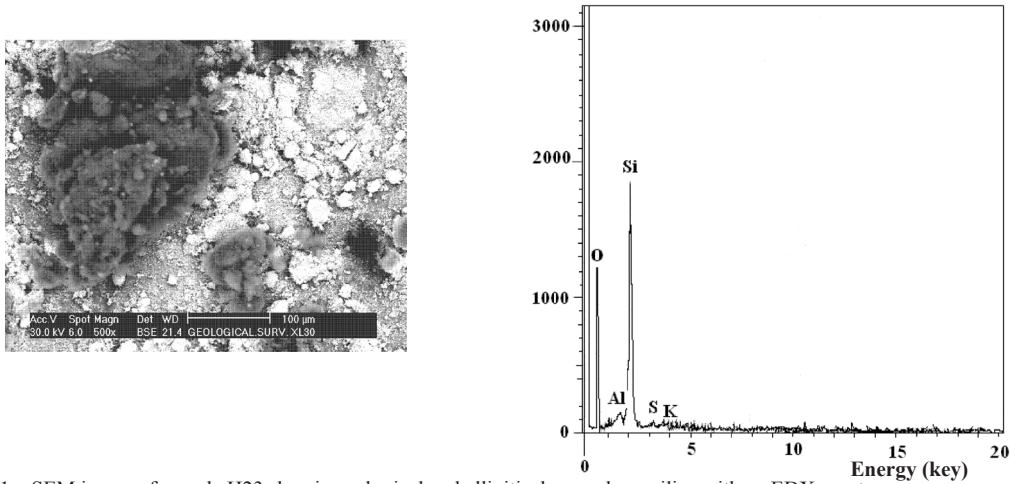 Acc.V Spot Magn Det WD 100 µm
30.0 kV 6.0 500x BSE 21.4 GEOLOGICAL.SURV. XL30
3000
2000
1000
0
Si
O
Al
S
K
0 5 10 15 20
Energy (key)